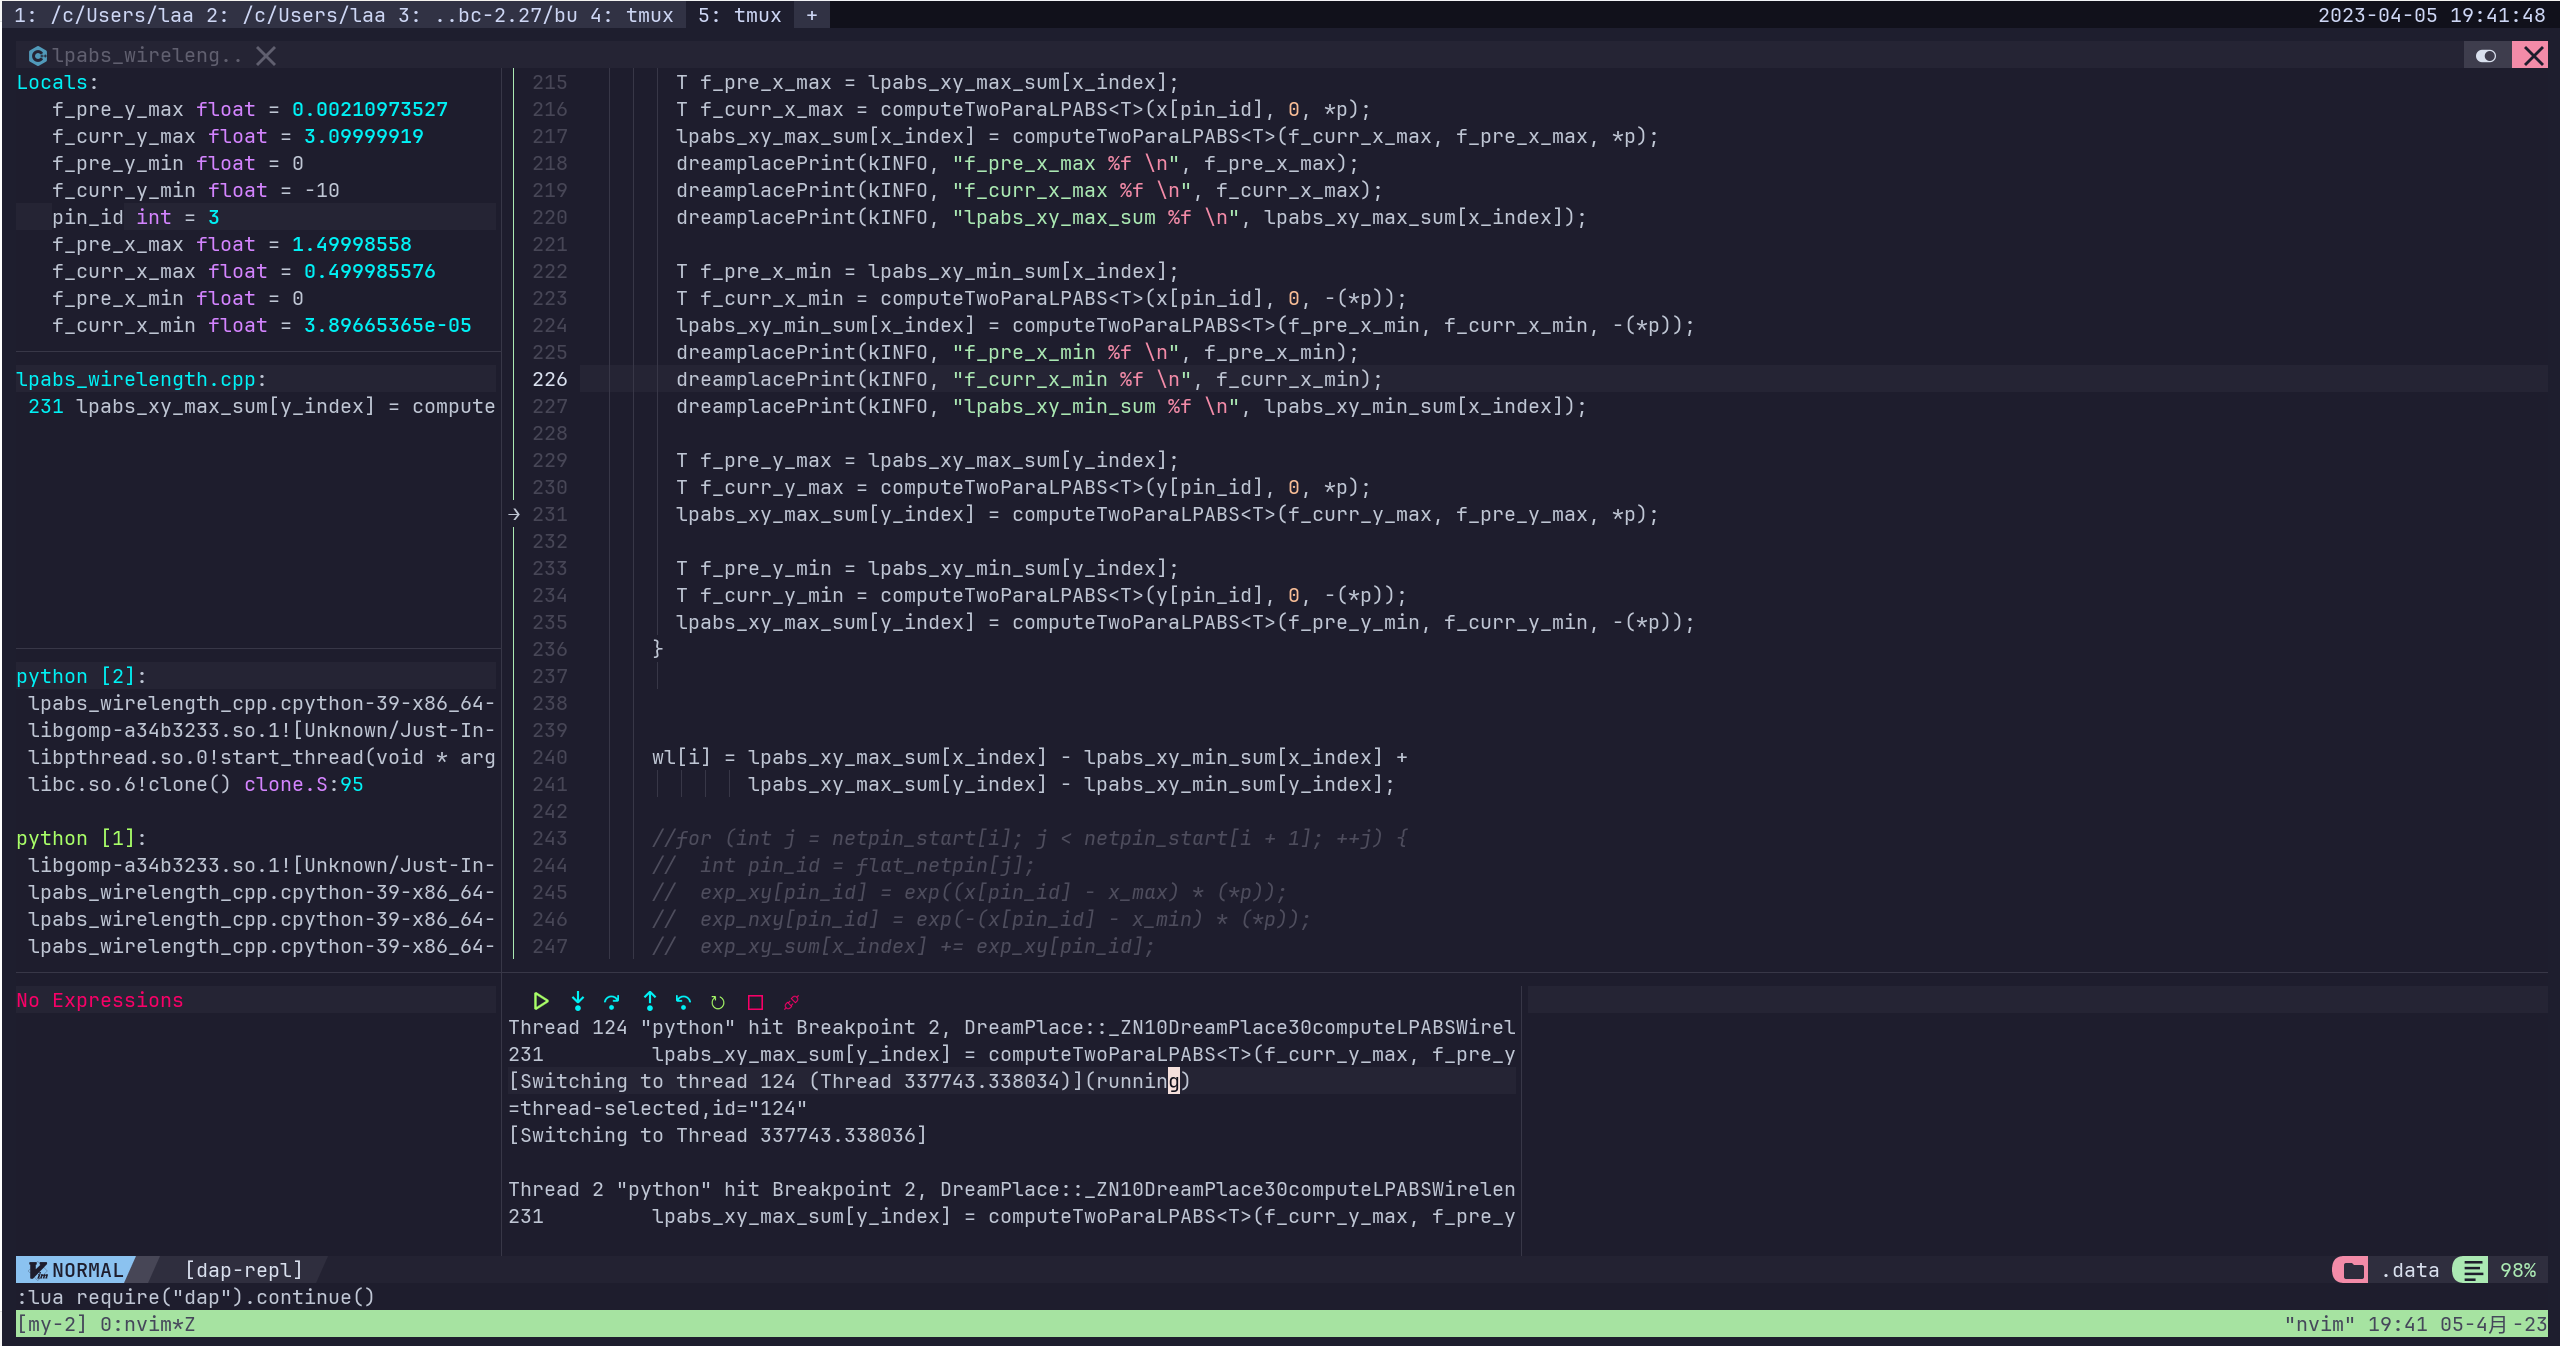 1: /c/Users/laa 2: /c/Users/laa 3: ..bc-2.27/bu 4: tmux 5: tmux + 2023-04-05 19:41:48
lpabs_wireleng..
Locals:
f_pre_y_max float = 0.00210973527
f_curr_y_max float = 3.09999919
f_pre_y_min float = 0
f_curr_y_min float = -10
pin_id int = 3
f_pre_x_max float = 1.49998558
f_curr_x_max float = 0.499985576
f_pre_x_min float = 0
f_curr_x_min float = 3.89665365e-05
lpabs_wirelength.cpp:
231 lpabs_xy_max_sum[y_index] = compute
python [2]:
lpabs_wirelength_cpp.cpython-39-x86_64-
libgomp-a34b3233.so.1![Unknown/Just-In-
libpthread.so.0!start_thread(void * arg
libc.so.6!clone() clone.S:95
python [1]:
libgomp-a34b3233.so.1![Unknown/Just-In-
lpabs_wirelength_cpp.cpython-39-x86_64-
lpabs_wirelength_cpp.cpython-39-x86_64-
lpabs_wirelength_cpp.cpython-39-x86_64-
No Expressions
215 T f_pre_x_max = lpabs_xy_max_sum[x_index];
216 T f_curr_x_max = computeTwoParaLPABS<T>(x[pin_id], 0, *p);
217 lpabs_xy_max_sum[x_index] = computeTwoParaLPABS<T>(f_curr_x_max, f_pre_x_max, *p);
218 dreamplacePrint(kINFO, "f_pre_x_max %f \n", f_pre_x_max);
219 dreamplacePrint(kINFO, "f_curr_x_max %f \n", f_curr_x_max);
220 dreamplacePrint(kINFO, "lpabs_xy_max_sum %f \n", lpabs_xy_max_sum[x_index]);
221
222 T f_pre_x_min = lpabs_xy_min_sum[x_index];
223 T f_curr_x_min = computeTwoParaLPABS<T>(x[pin_id], 0, -(*p));
224 lpabs_xy_min_sum[x_index] = computeTwoParaLPABS<T>(f_pre_x_min, f_curr_x_min, -(*p));
225 dreamplacePrint(kINFO, "f_pre_x_min %f \n", f_pre_x_min);
226 dreamplacePrint(kINFO, "f_curr_x_min %f \n", f_curr_x_min);
227 dreamplacePrint(kINFO, "lpabs_xy_min_sum %f \n", lpabs_xy_min_sum[x_index]);
228
229 T f_pre_y_max = lpabs_xy_max_sum[y_index];
230 T f_curr_y_max = computeTwoParaLPABS<T>(y[pin_id], 0, *p);
→ 231 lpabs_xy_max_sum[y_index] = computeTwoParaLPABS<T>(f_curr_y_max, f_pre_y_max, *p);
232
233 T f_pre_y_min = lpabs_xy_min_sum[y_index];
234 T f_curr_y_min = computeTwoParaLPABS<T>(y[pin_id], 0, -(*p));
235 lpabs_xy_max_sum[y_index] = computeTwoParaLPABS<T>(f_pre_y_min, f_curr_y_min, -(*p));
236 }
237
238
239
240 wl[i] = lpabs_xy_max_sum[x_index] - lpabs_xy_min_sum[x_index] +
241 lpabs_xy_max_sum[y_index] - lpabs_xy_min_sum[y_index];
242
243 //for (int j = netpin_start[i]; j < netpin_start[i + 1]; ++j) {
244 //  int pin_id = flat_netpin[j];
245 //  exp_xy[pin_id] = exp((x[pin_id] - x_max) * (*p));
246 //  exp_nxy[pin_id] = exp(-(x[pin_id] - x_min) * (*p));
247 //  exp_xy_sum[x_index] += exp_xy[pin_id];
Thread 124 "python" hit Breakpoint 2, DreamPlace::_ZN10DreamPlace30computeLPABSWirel
231 lpabs_xy_max_sum[y_index] = computeTwoParaLPABS<T>(f_curr_y_max, f_pre_y
[Switching to thread 124 (Thread 337743.338034)](running)
=thread-selected,id="124"
[Switching to Thread 337743.338036]
Thread 2 "python" hit Breakpoint 2, DreamPlace::_ZN10DreamPlace30computeLPABSWirelen
231 lpabs_xy_max_sum[y_index] = computeTwoParaLPABS<T>(f_curr_y_max, f_pre_y
NORMAL [dap-repl] .data 98%
:lua require("dap").continue()
[my-2] 0:nvim*Z "nvim" 19:41 05-4月-23